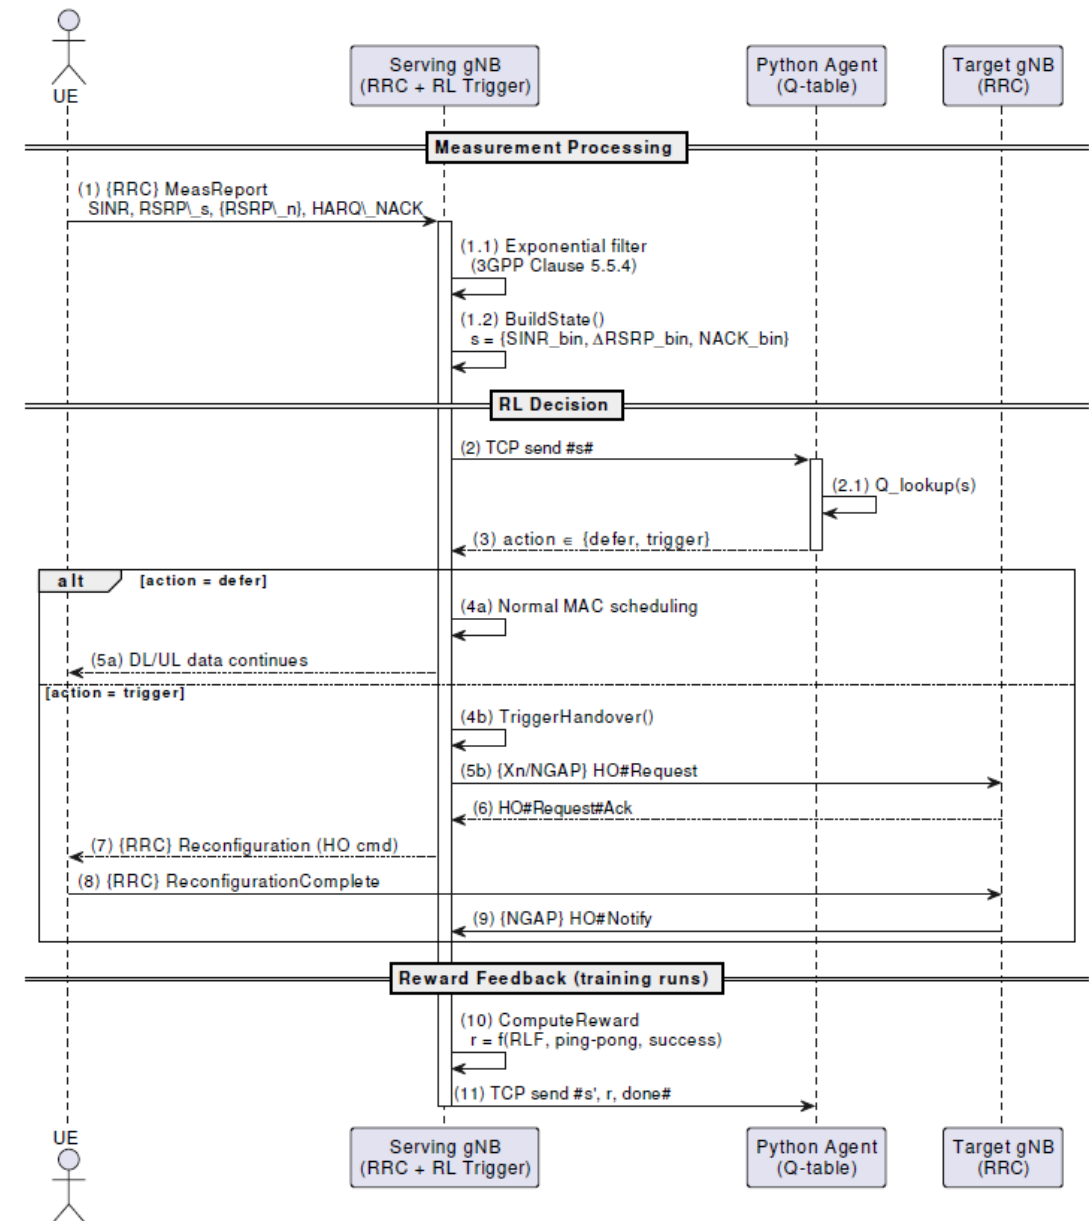 UE
Serving gNB
(RRC + RL Trigger)
Python Agent
(Q-table)
Target gNB
(RRC)
Measurement Processing
(1) {RRC} MeasReport
SINR, RSRP\_s, {RSRP\_n}, HARQ\_NACK
(1.1) Exponential filter
(3GPP Clause 5.5.4)
(1.2) BuildState()
s = {SINR_bin, ΔRSRP_bin, NACK_bin}
RL Decision
(2) TCP send #s#
(2.1) Q_lookup(s)
(3) action ∈ {defer, trigger}
alt [action = defer]
(4a) Normal MAC scheduling
(5a) DL/UL data continues
[action = trigger]
(4b) TriggerHandover()
(5b) {Xn/NGAP} HO#Request
(6) HO#Request#Ack
(7) {RRC} Reconfiguration (HO cmd)
(8) {RRC} ReconfigurationComplete
(9) {NGAP} HO#Notify
Reward Feedback (training runs)
(10) ComputeReward
r = f(RLF, ping-pong, success)
(11) TCP send #s', r, done#
UE
Serving gNB
(RRC + RL Trigger)
Python Agent
(Q-table)
Target gNB
(RRC)